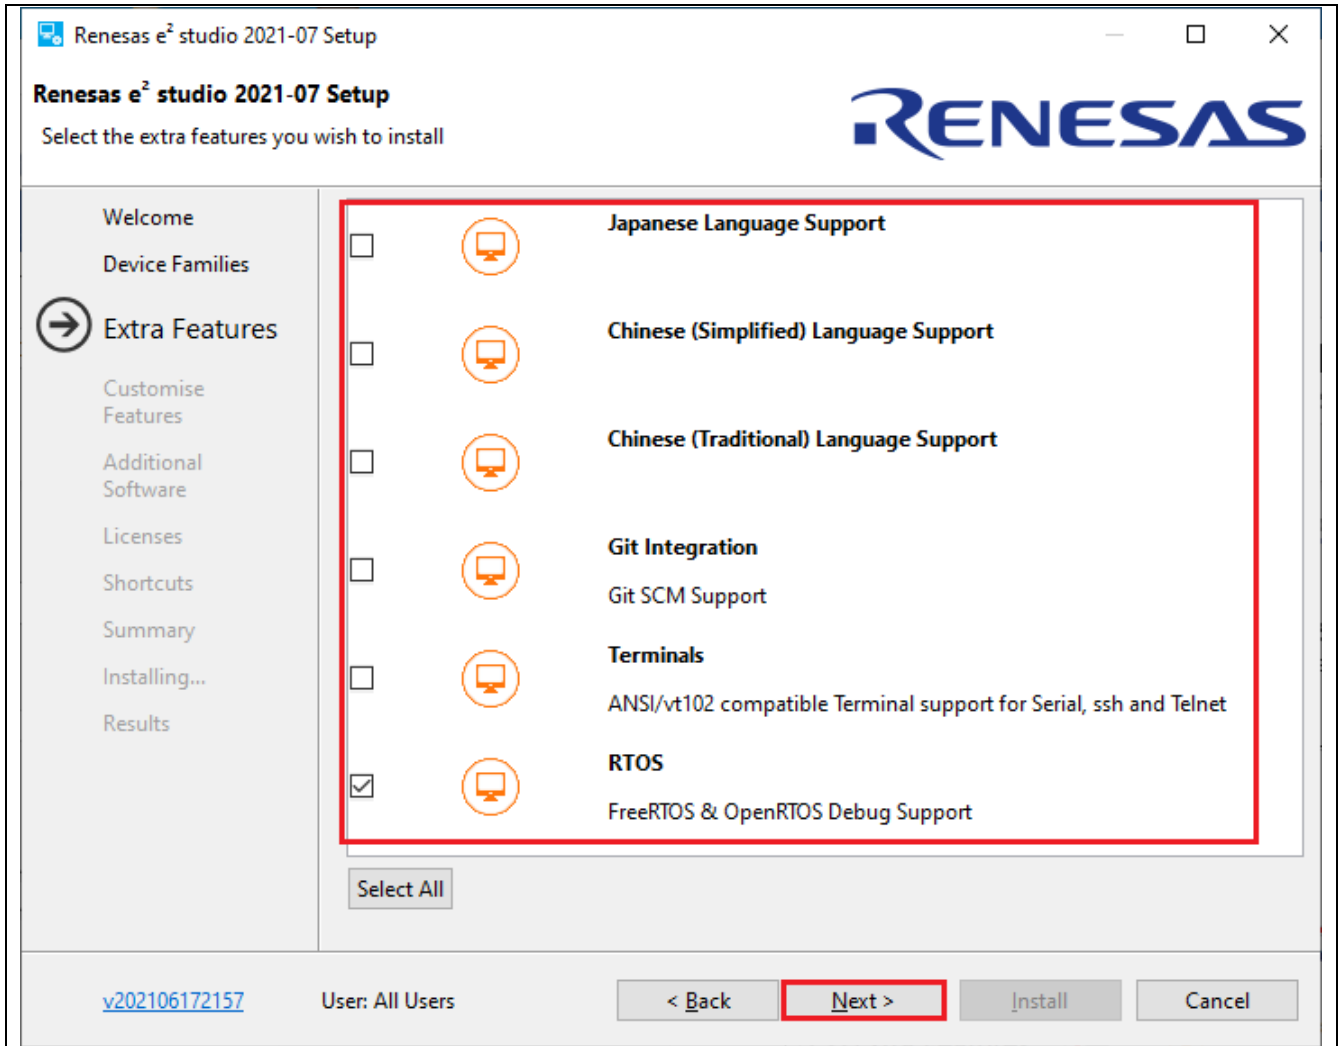 Renesas e² studio 2021-07 Setup
Renesas e² studio 2021-07 Setup
Select the extra features you wish to install
RENESAS
Welcome
Device Families
Extra Features
Customise
Features
Additional
Software
Licenses
Shortcuts
Summary
Installing...
Results
Japanese Language Support
Chinese (Simplified) Language Support
Chinese (Traditional) Language Support
Git Integration
Git SCM Support
Terminals
ANSI/vt102 compatible Terminal support for Serial, ssh and Telnet
RTOS
FreeRTOS & OpenRTOS Debug Support
Select All
v202106172157
User: All Users
< Back
Next >
Install
Cancel